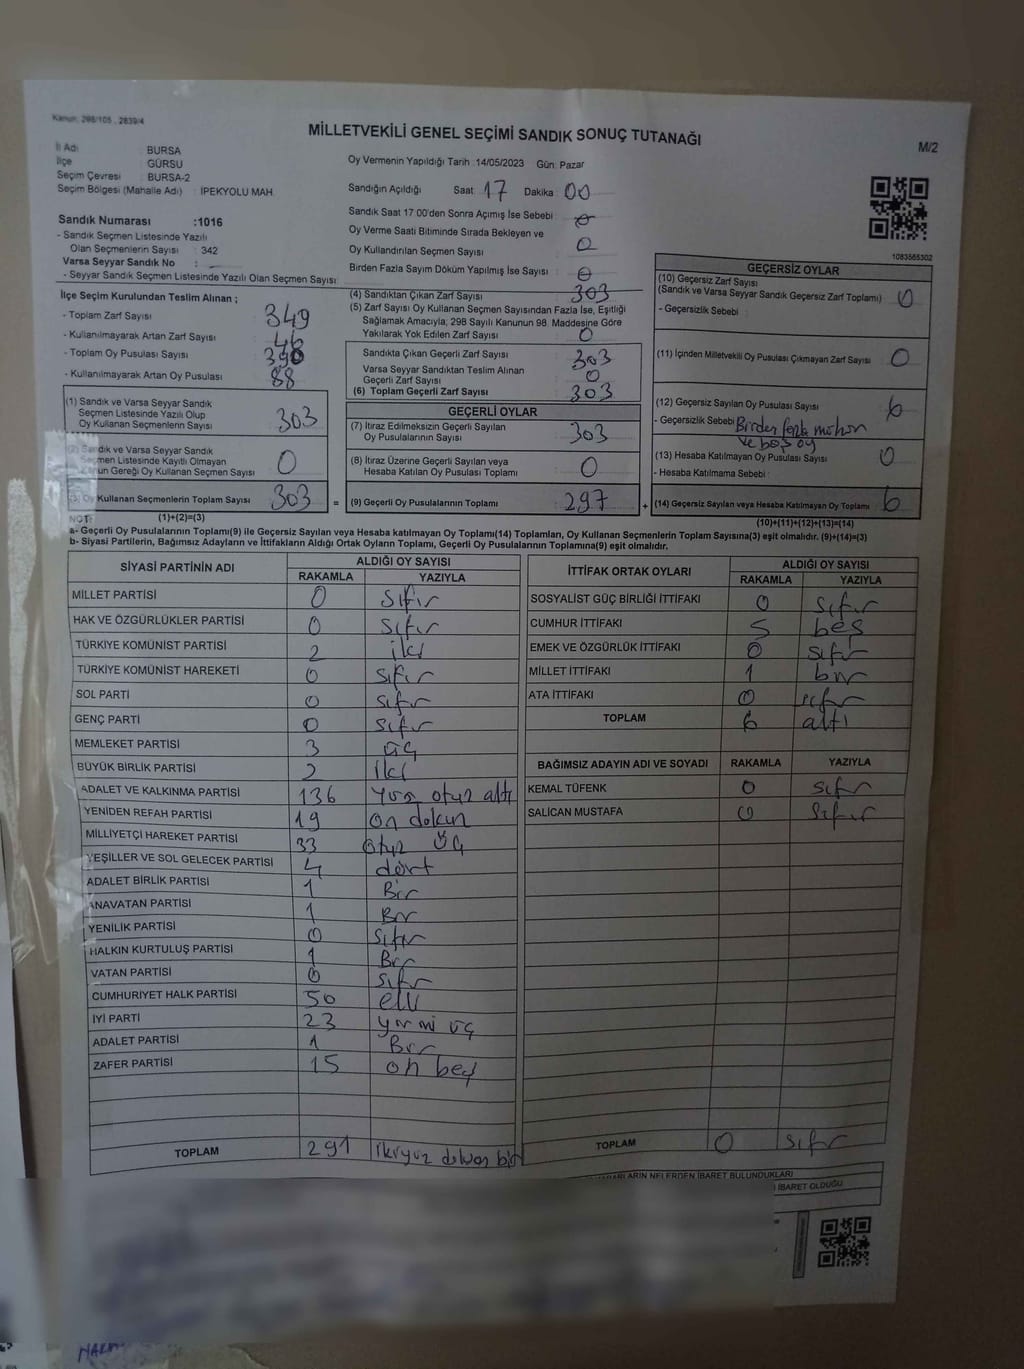 Kanun: 298/105 , 2839/4
MİLLETVEKİLİ GENEL SEÇİMİ SANDIK SONUÇ TUTANAĞI
M/2
İl Adı : BURSA
İlçe : GÜRSU
Seçim Çevresi : BURSA-2
Seçim Bölgesi (Mahalle Adı) : İPEKYOLU MAH.
Oy Vermenin Yapıldığı Tarih : 14/05/2023 Gün: Pazar
Sandığın Açıldığı Saat 17 Dakika : 00
Sandık Saat 17:00'den Sonra Açımış İse Sebebi : 0
Oy Verme Saati Bitiminde Sırada Bekleyen ve
Oy Kullandırılan Seçmen Sayısı : 0
Birden Fazla Sayım Döküm Yapılmış İse Sayısı : 0
Sandık Numarası :1016
- Sandık Seçmen Listesinde Yazılı
Olan Seçmenlerin Sayısı : 342
Varsa Seyyar Sandık No :
- Seyyar Sandık Seçmen Listesinde Yazılı Olan Seçmen Sayısı :
1083565302
İlçe Seçim Kurulundan Teslim Alınan ;
- Toplam Zarf Sayısı : 349
- Kullanılmayarak Artan Zarf Sayısı : 46
- Toplam Oy Pusulası Sayısı : 390
- Kullanılmayarak Artan Oy Pusulası : 88
(1) Sandık ve Varsa Seyyar Sandık
Seçmen Listesinde Yazılı Olup
Oy Kullanan Seçmenlerin Sayısı : 303
Sandık ve Varsa Seyyar Sandık
Seçmen Listesinde Kayıtlı Olmayan
Kanun Gereği Oy Kullanan Seçmen Sayısı : 0
(3) Oy Kullanan Seçmenlerin Toplam Sayısı 303 =
(1)+(2)=(3)
(4) Sandıktan Çıkan Zarf Sayısı : 303
(5) Zarf Sayısı Oy Kullanan Seçmen Sayısından Fazla İse, Eşitliği
Sağlamak Amacıyla, 298 Sayılı Kanunun 98. Maddesine Göre
Yakılarak Yok Edilen Zarf Sayısı : 0
Sandıkta Çıkan Geçerli Zarf Sayısı : 303
Varsa Seyyar Sandıktan Teslim Alınan
Geçerli Zarf Sayısı : 0
(6) Toplam Geçerli Zarf Sayısı : 303
GEÇERLİ OYLAR
(7) İtiraz Edilmeksizin Geçerli Sayılan
Oy Pusulalarının Sayısı : 303
(8) İtiraz Üzerine Geçerli Sayılan veya
Hesaba Katılan Oy Pusulası Toplamı : 0
(9) Geçerli Oy Pusulalarının Toplamı : 297 +
GEÇERSİZ OYLAR
(10) Geçersiz Zarf Sayısı
(Sandık ve Varsa Seyyar Sandık Geçersiz Zarf Toplamı) : 0
- Geçersizlik Sebebi :
(11) İçinden Milletvekili Oy Pusulası Çıkmayan Zarf Sayısı : 0
(12) Geçersiz Sayılan Oy Pusulası Sayısı : 6
- Geçersizlik Sebebi : Birden fazla mühür
ve boş oy
(13) Hesaba Katılmayan Oy Pusulası Sayısı : 0
- Hesaba Katılmama Sebebi :
(14) Geçersiz Sayılan veya Hesaba Katılmayan Oy Toplamı 6
(10)+(11)+(12)+(13)=(14)
NOT:
a- Geçerli Oy Pusulalarının Toplamı(9) ile Geçersiz Sayılan veya Hesaba katılmayan Oy Toplamı(14) Toplamları, Oy Kullanan Seçmenlerin Toplam Sayısına(3) eşit olmalıdır. (9)+(14)=(3)
b- Siyasi Partilerin, Bağımsız Adayların ve İttifakların Aldığı Ortak Oyların Toplamı, Geçerli Oy Pusulalarının Toplamına(9) eşit olmalıdır.
SİYASİ PARTİNİN ADI ALDIĞI OY SAYISI
RAKAMLA YAZIYLA
MİLLET PARTİSİ 0 sıfır
HAK VE ÖZGÜRLÜKLER PARTİSİ 0 sıfır
TÜRKİYE KOMÜNİST PARTİSİ 2 iki
TÜRKİYE KOMÜNİST HAREKETİ 0 sıfır
SOL PARTİ 0 sıfır
GENÇ PARTİ 0 sıfır
MEMLEKET PARTİSİ 3 üç
BÜYÜK BİRLİK PARTİSİ 2 iki
ADALET VE KALKINMA PARTİSİ 136 yüz otuz altı
YENİDEN REFAH PARTİSİ 19 on dokuz
MİLLİYETÇİ HAREKET PARTİSİ 33 otuz üç
YEŞİLLER VE SOL GELECEK PARTİSİ 4 dört
ADALET BİRLİK PARTİSİ 1 Bir
ANAVATAN PARTİSİ 1 Bir
YENİLİK PARTİSİ 0 Sıfır
HALKIN KURTULUŞ PARTİSİ 1 Bir
VATAN PARTİSİ 0 Sıfır
CUMHURİYET HALK PARTİSİ 50 elli
İYİ PARTİ 23 yirmi üç
ADALET PARTİSİ 1 Bir
ZAFER PARTİSİ 15 on beş
TOPLAM 291 ikiyüz doksan bir
İTTİFAK ORTAK OYLARI ALDIĞI OY SAYISI
RAKAMLA YAZIYLA
SOSYALİST GÜÇ BİRLİĞİ İTTİFAKI 0 sıfır
CUMHUR İTTİFAKI 5 beş
EMEK VE ÖZGÜRLÜK İTTİFAKI 0 sıfır
MİLLET İTTİFAKI 1 bir
ATA İTTİFAKI 0 sıfır
TOPLAM 6 altı
BAĞIMSIZ ADAYIN ADI VE SOYADI RAKAMLA YAZIYLA
KEMAL TÜFENK 0 sıfır
SALİCAN MUSTAFA 0 Sıfır
TOPLAM 0 sıfır
NELERDEN İBARET BULUNDUKLARI
İBARET OLDUĞU